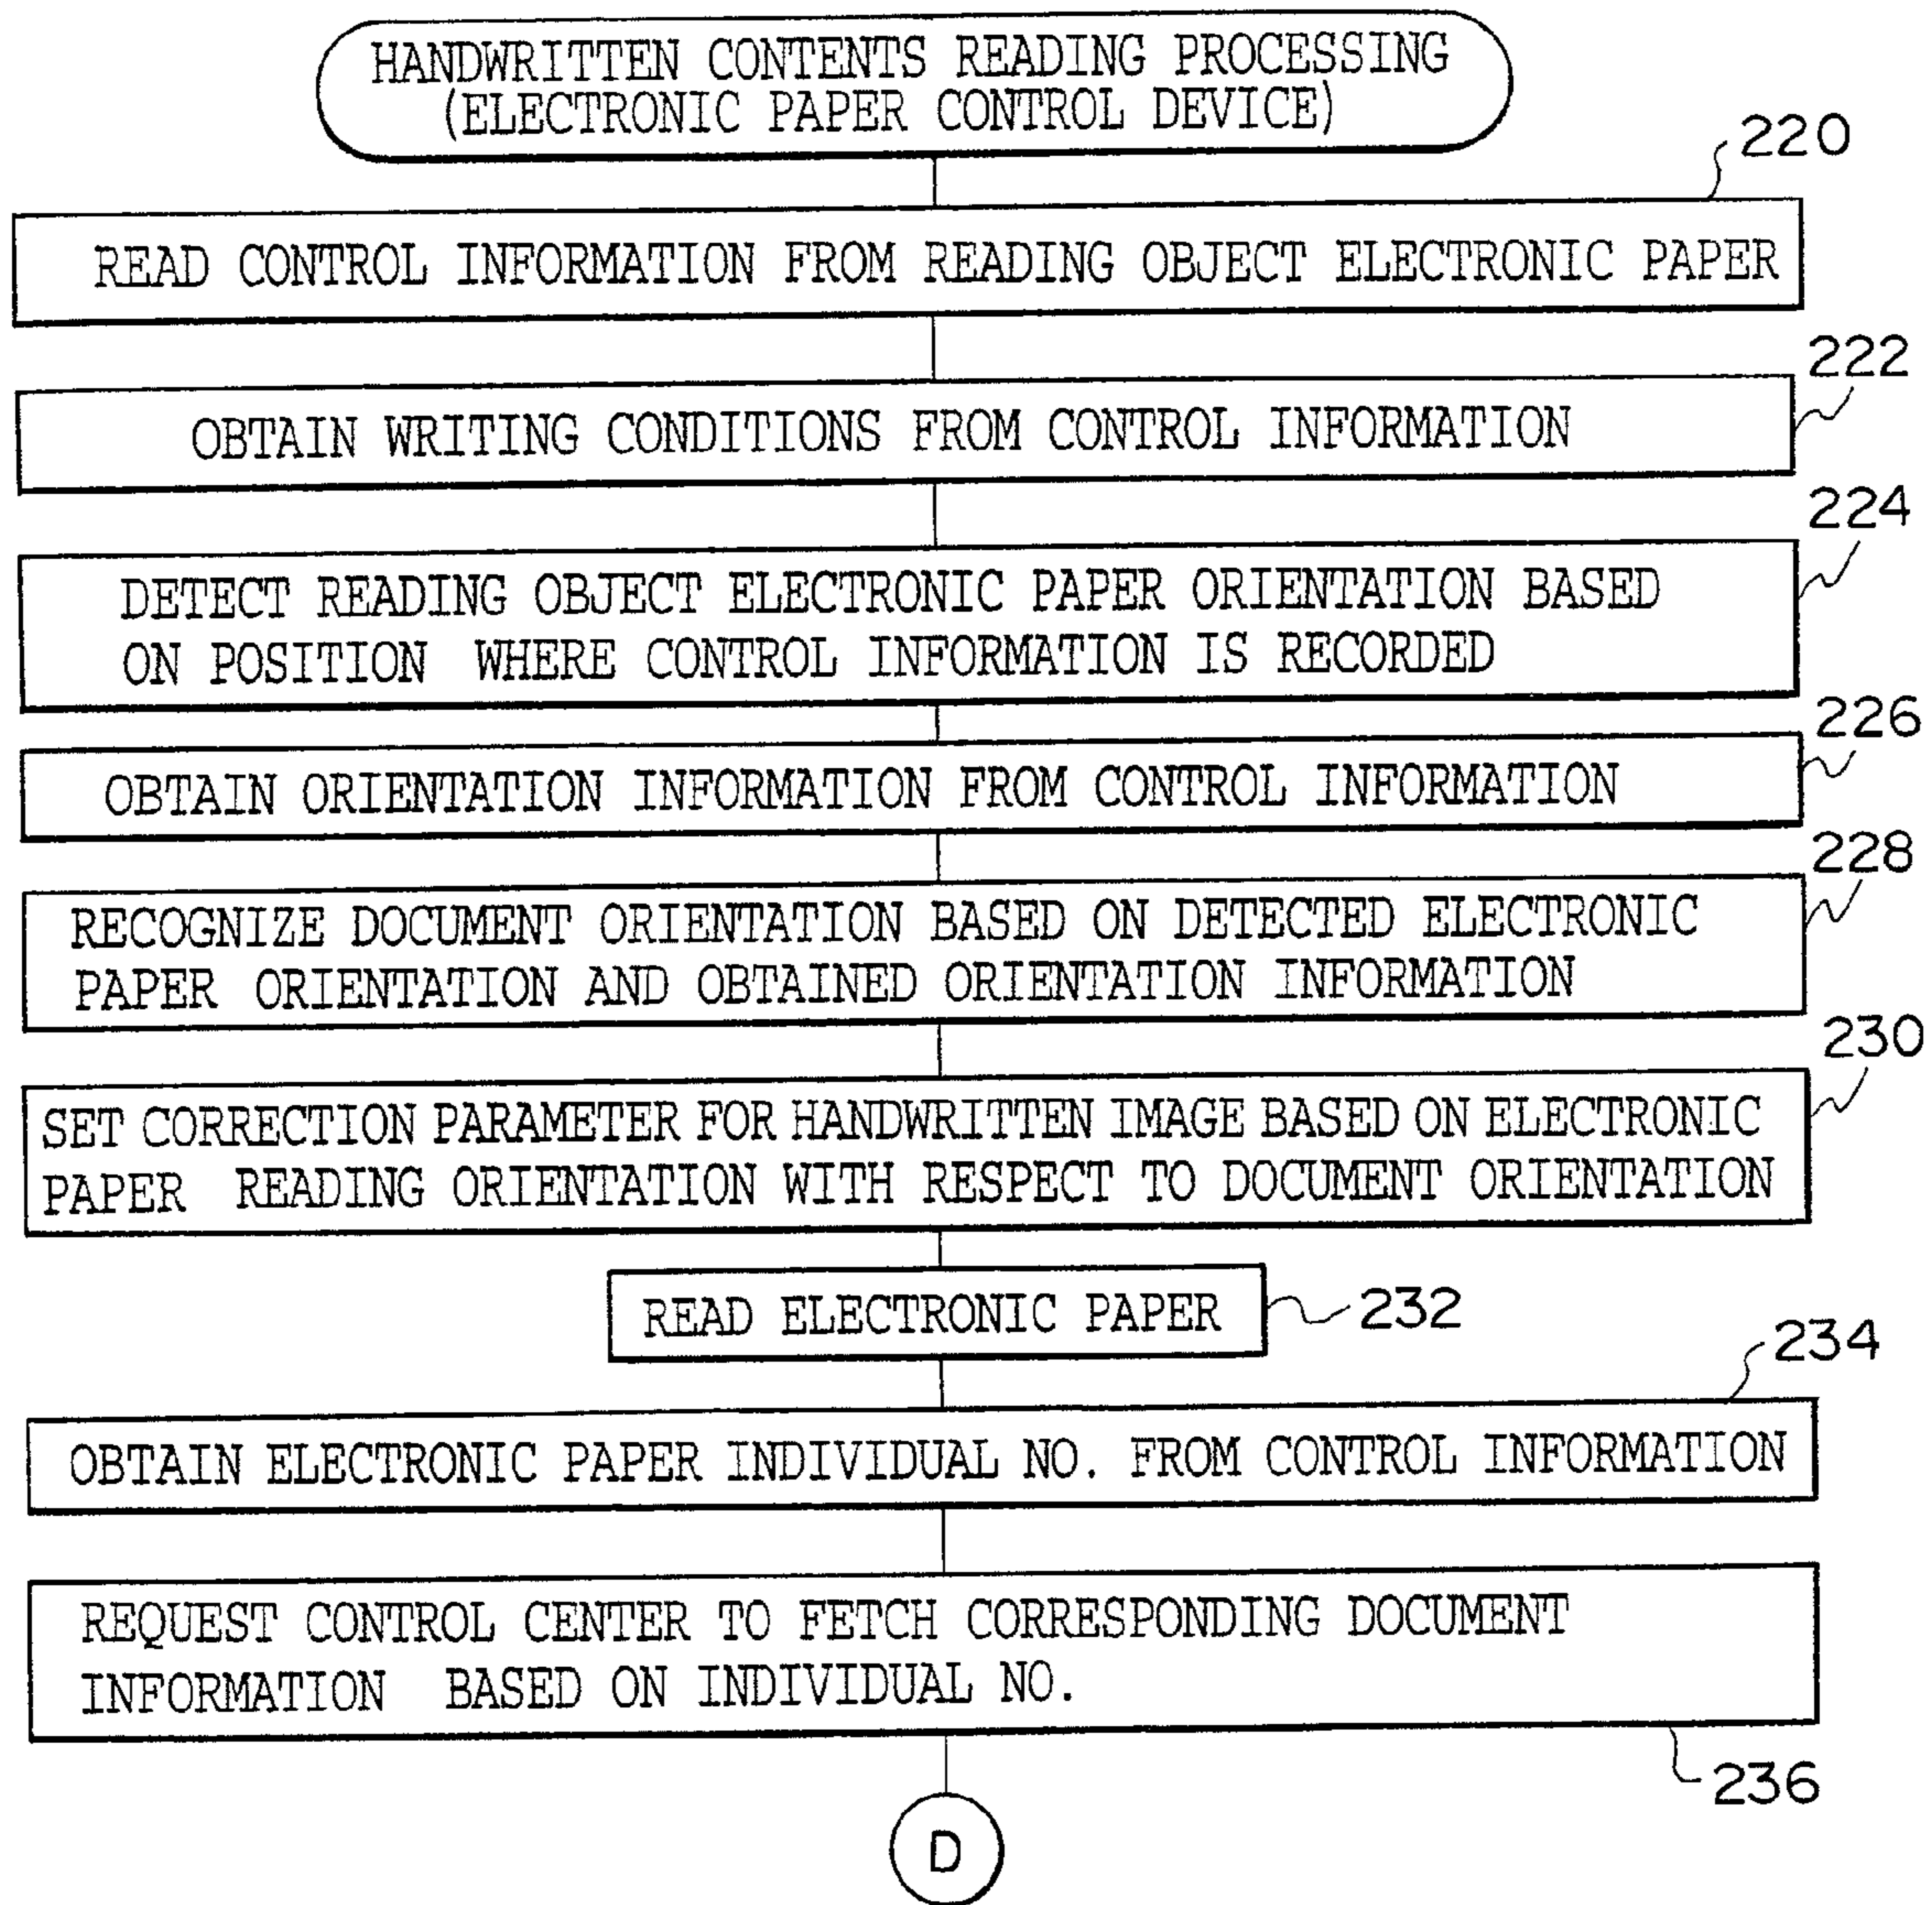 HANDWRITTEN CONTENTS READING PROCESSING
(ELECTRONIC PAPER CONTROL DEVICE)
220
READ CONTROL INFORMATION FROM READING OBJECT ELECTRONIC PAPER
222
OBTAIN WRITING CONDITIONS FROM CONTROL INFORMATION
224
DETECT READING OBJECT ELECTRONIC PAPER ORIENTATION BASED
ON POSITION WHERE CONTROL INFORMATION IS RECORDED
226
OBTAIN ORIENTATION INFORMATION FROM CONTROL INFORMATION
228
RECOGNIZE DOCUMENT ORIENTATION BASED ON DETECTED ELECTRONIC
PAPER ORIENTATION AND OBTAINED ORIENTATION INFORMATION
230
SET CORRECTION PARAMETER FOR HANDWRITTEN IMAGE BASED ON ELECTRONIC
PAPER READING ORIENTATION WITH RESPECT TO DOCUMENT ORIENTATION
READ ELECTRONIC PAPER 232
234
OBTAIN ELECTRONIC PAPER INDIVIDUAL NO. FROM CONTROL INFORMATION
REQUEST CONTROL CENTER TO FETCH CORRESPONDING DOCUMENT
INFORMATION BASED ON INDIVIDUAL NO.
236
D